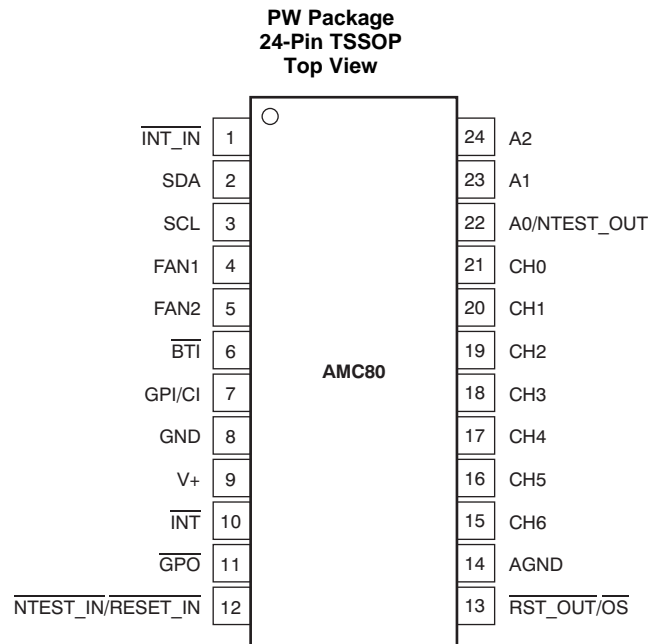 PW Package
24-Pin TSSOP
Top View
INT_IN 1 24 A2
SDA 2 23 A1
SCL 3 22 A0/NTEST_OUT
FAN1 4 21 CH0
FAN2 5 20 CH1
BTI 6 19 CH2
AMC80
GPI/CI 7 18 CH3
GND 8 17 CH4
V+ 9 16 CH5
INT 10 15 CH6
GPO 11 14 AGND
NTEST_IN/RESET_IN 12 13 RST_OUT/OS